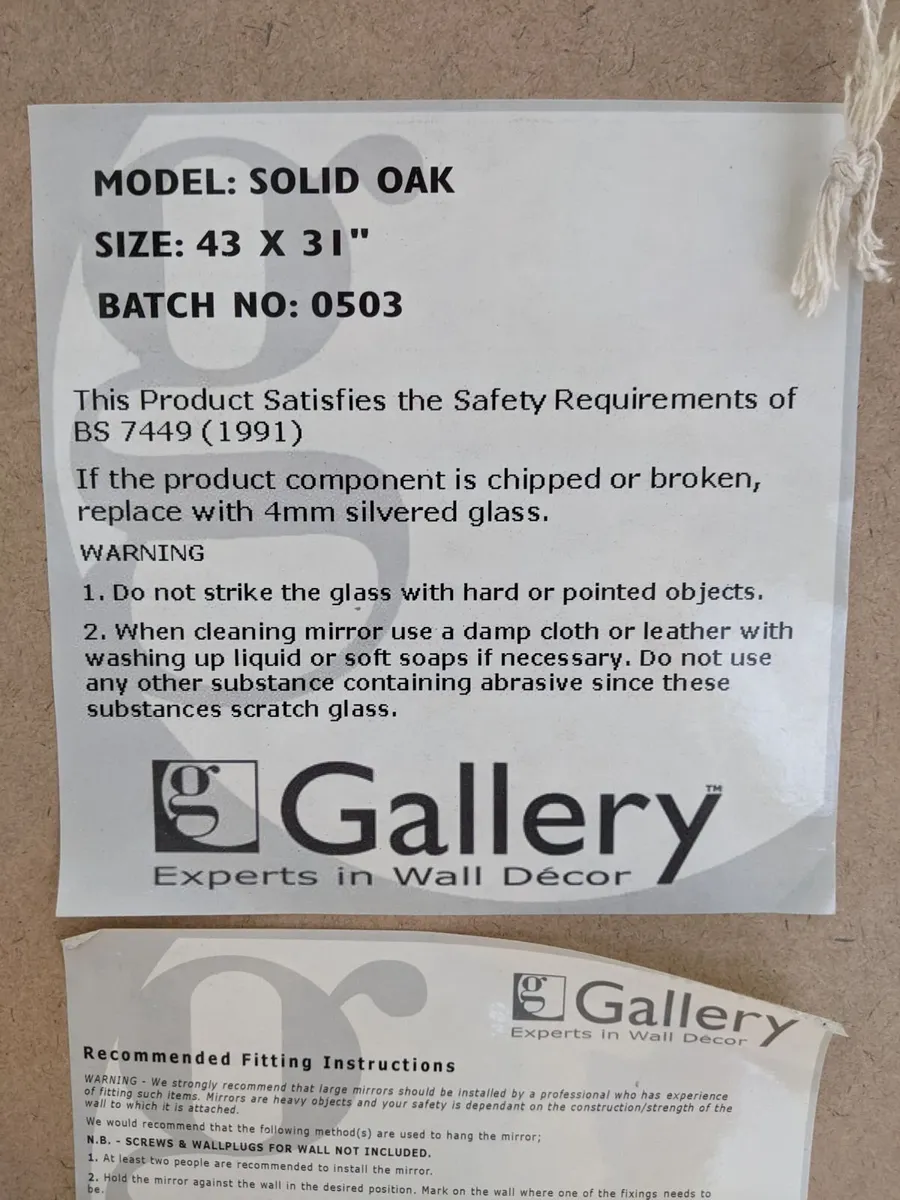 MODEL: SOLID OAK
SIZE: 43 X 31"
BATCH NO: 0503
This Product Satisfies the Safety Requirements of
BS 7449 (1991)
If the product component is chipped or broken,
replace with 4mm silvered glass.
WARNING
1. Do not strike the glass with hard or pointed objects.
2. When cleaning mirror use a damp cloth or leather with
washing up liquid or soft soaps if necessary. Do not use
any other substance containing abrasive since these
substances scratch glass.
g Gallery™
Experts in Wall Décor
g Gallery
Experts in Wall Décor
Recommended Fitting Instructions
WARNING - We strongly recommend that large mirrors should be installed by a professional who has experience
of fitting such items. Mirrors are heavy objects and your safety is dependant on the construction/strength of the
wall to which it is attached.
We would recommend that the following method(s) are used to hang the mirror;
N.B. - SCREWS & WALLPLUGS FOR WALL NOT INCLUDED.
1. At least two people are recommended to install the mirror.
2. Hold the mirror against the wall in the desired position. Mark on the wall where one of the fixings needs to
be.